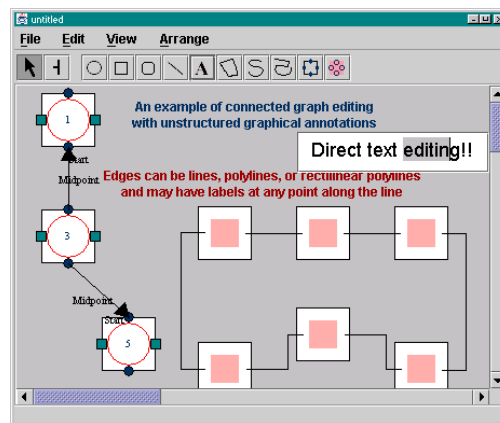 untitled
File Edit View Arrange
A
1
An example of connected graph editing
with unstructured graphical annotations
Direct text editing!!
Start
Midpoint
Edges can be lines, polylines, or rectilinear polylines
and may have labels at any point along the line
3
Midpoint
Start
5